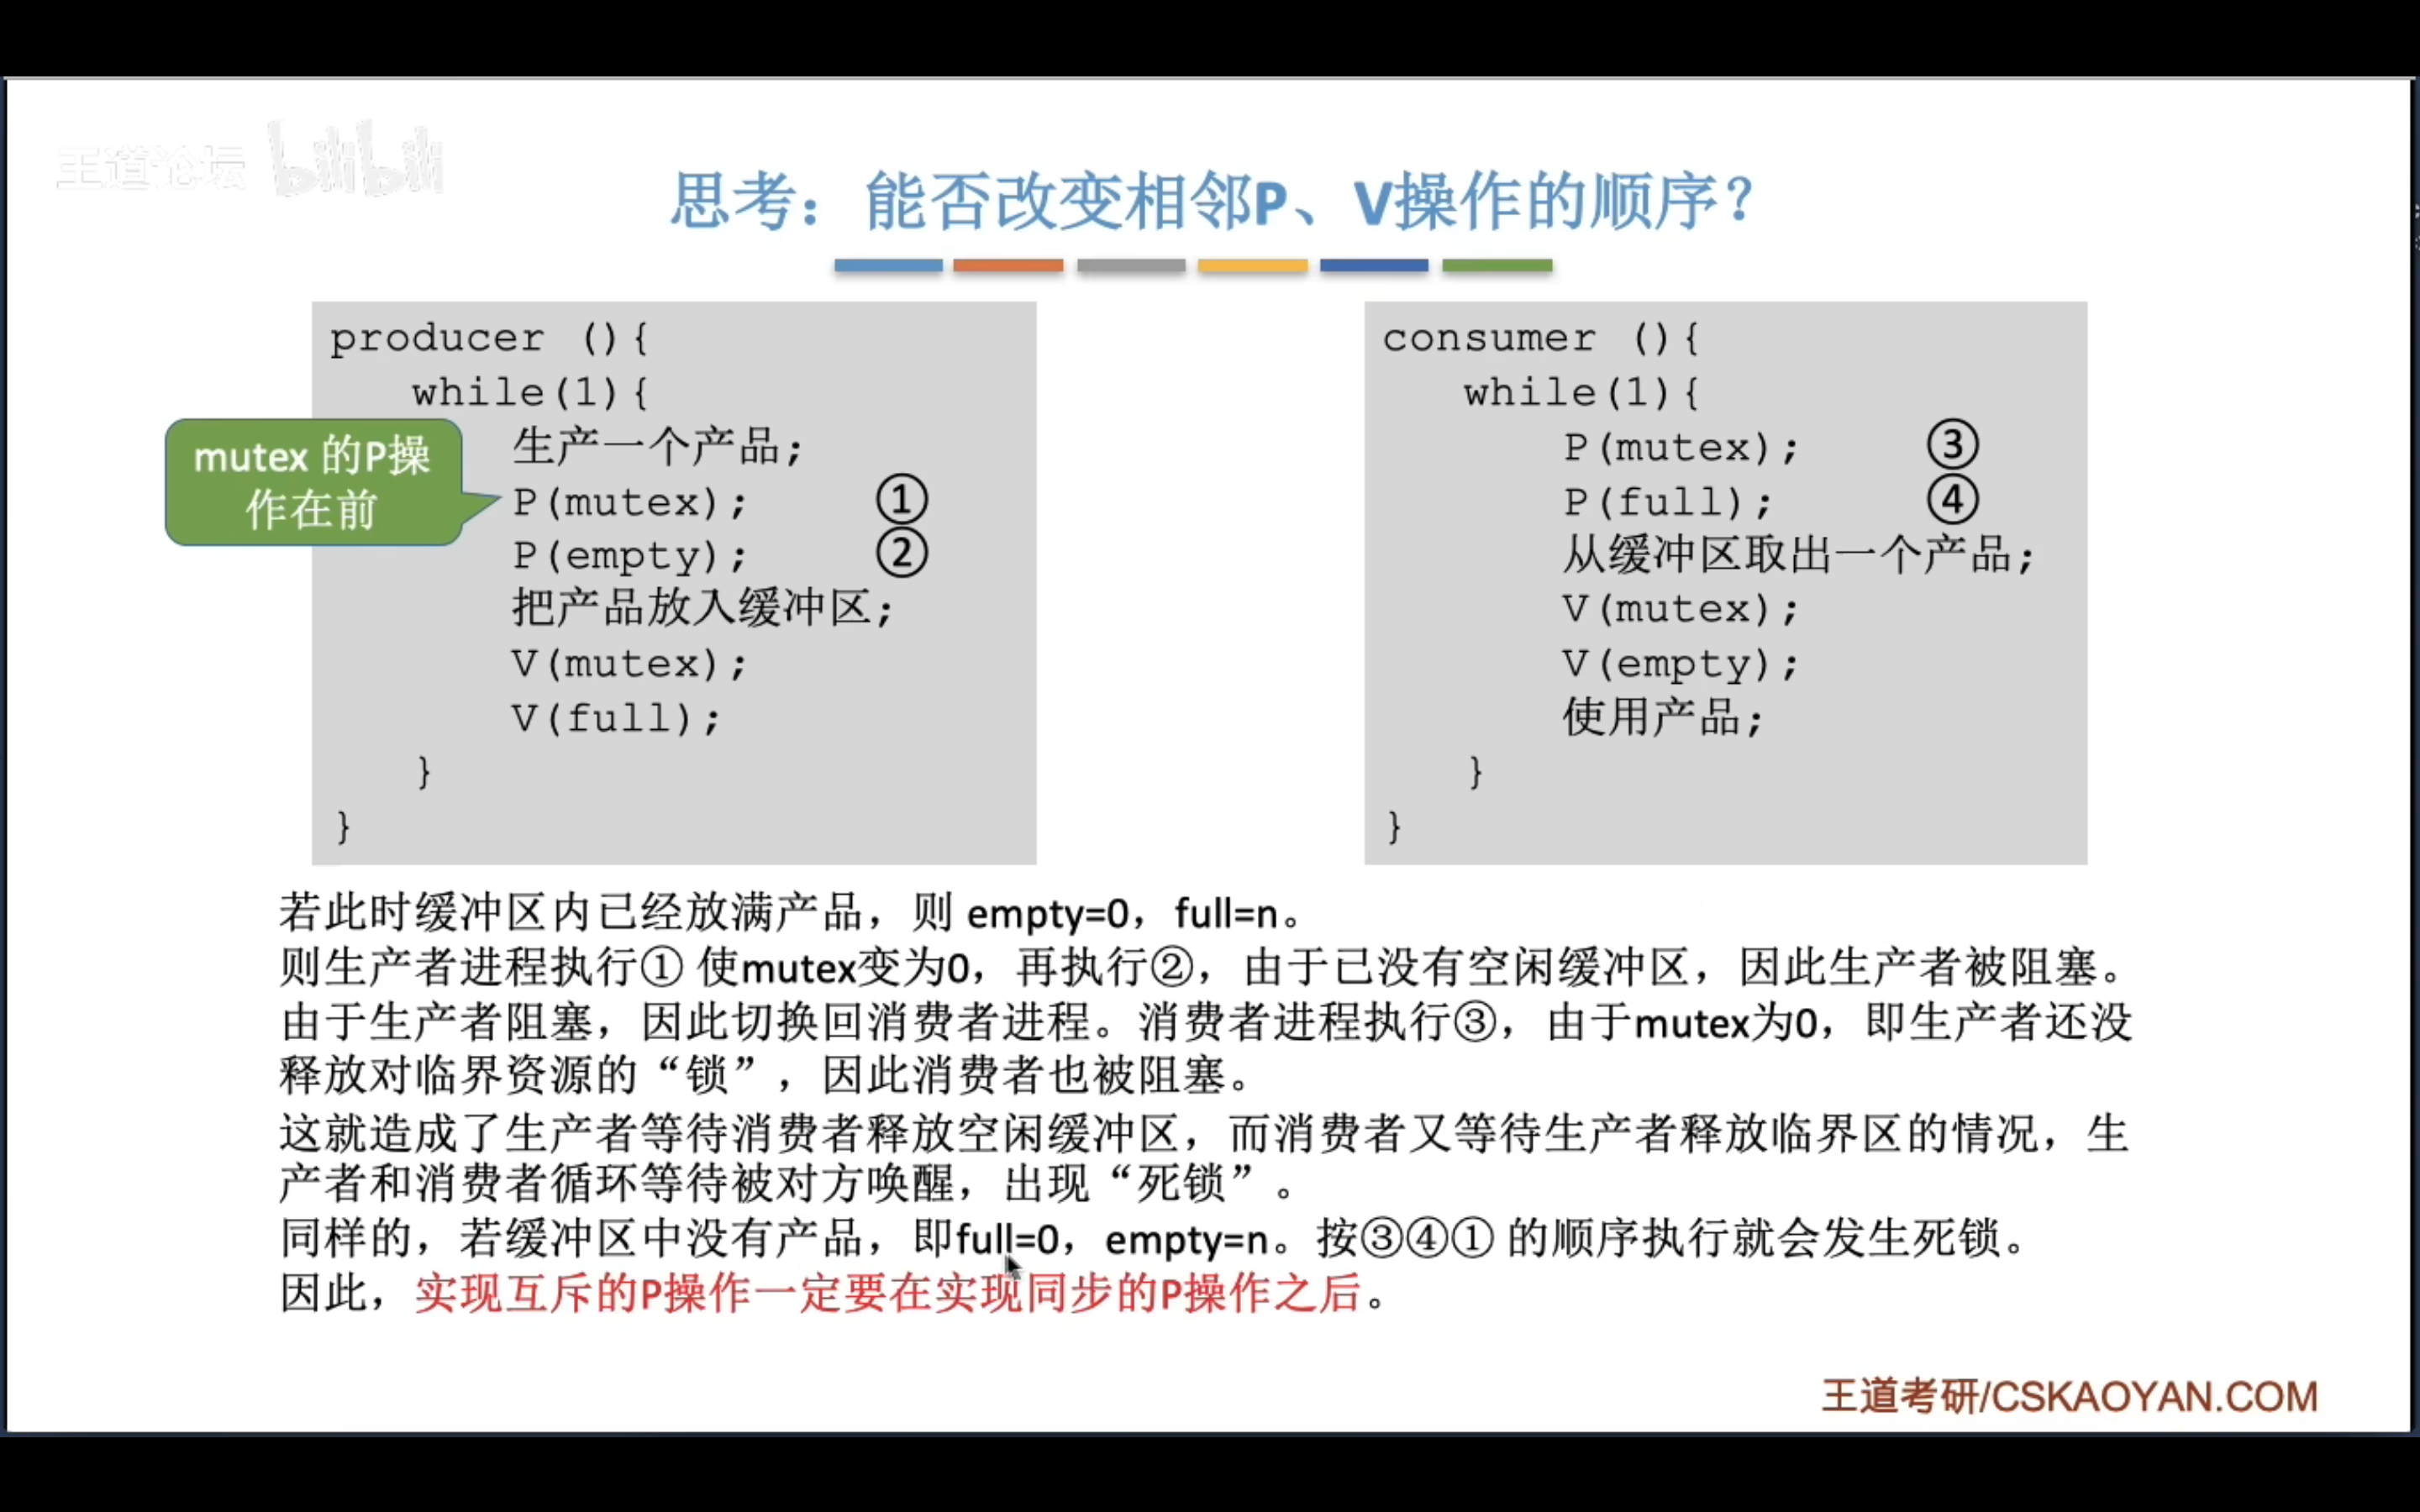 王道论坛 bilibili
思考：能否改变相邻P、V操作的顺序？
producer (){
while(1){
生产一个产品;
P(mutex); ①
P(empty); ②
把产品放入缓冲区;
V(mutex);
V(full);
}
}
mutex 的P操
作在前
consumer (){
while(1){
P(mutex); ③
P(full); ④
从缓冲区取出一个产品;
V(mutex);
V(empty);
使用产品;
}
}
若此时缓冲区内已经放满产品，则 empty=0，full=n。
则生产者进程执行① 使mutex变为0，再执行②，由于已没有空闲缓冲区，因此生产者被阻塞。
由于生产者阻塞，因此切换回消费者进程。消费者进程执行③，由于mutex为0，即生产者还没
释放对临界资源的“锁”，因此消费者也被阻塞。
这就造成了生产者等待消费者释放空闲缓冲区，而消费者又等待生产者释放临界区的情况，生
产者和消费者循环等待被对方唤醒，出现“死锁”。
同样的，若缓冲区中没有产品，即full=0，empty=n。按③④① 的顺序执行就会发生死锁。
因此，实现互斥的P操作一定要在实现同步的P操作之后。
王道考研/CSKAOYAN.COM